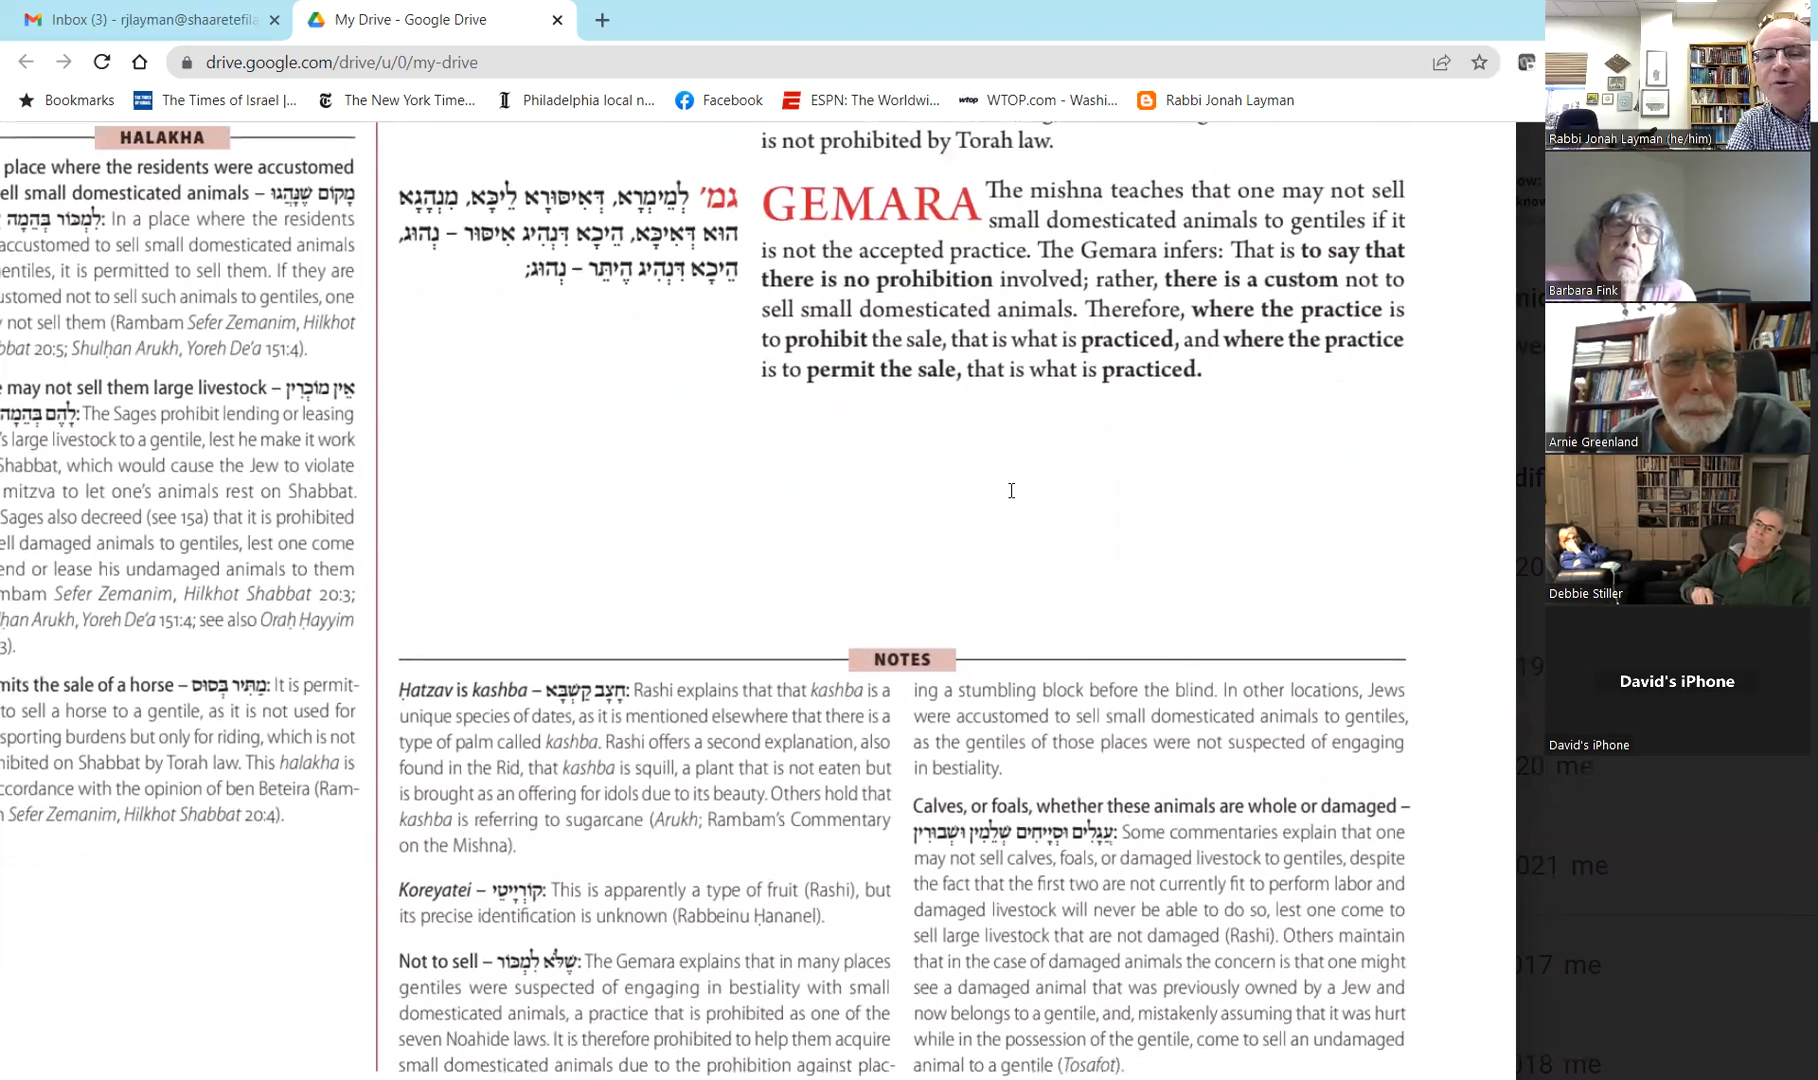 Inbox (3) - rjlayman@shaaretefila
My Drive - Google Drive
drive.google.com/drive/u/0/my-drive
Bookmarks The Times of Israel |... The New York Time... Philadelphia local n... Facebook ESPN: The Worldwi... WTOP.com - Washi... Rabbi Jonah Layman
HALAKHA
place where the residents were accustomed
ell small domesticated animals – מָקוֹם שֶׁנָּהֲגוּ
לִמְכּוֹר בְּהֵמָה: In a place where the residents
accustomed to sell small domesticated animals
entiles, it is permitted to sell them. If they are
ustomed not to sell such animals to gentiles, one
y not sell them (Rambam Sefer Zemanim, Hilkhot
bbat 20:5; Shulḥan Arukh, Yoreh De'a 151:4).
e may not sell them large livestock – אֵין מוֹכְרִין
לָהֶם בְּהֵמָה: The Sages prohibit lending or leasing
's large livestock to a gentile, lest he make it work
Shabbat, which would cause the Jew to violate
mitzva to let one's animals rest on Shabbat.
Sages also decreed (see 15a) that it is prohibited
ell damaged animals to gentiles, lest one come
end or lease his undamaged animals to them
mbam Sefer Zemanim, Hilkhot Shabbat 20:3;
ḥan Arukh, Yoreh De'a 151:4; see also Oraḥ Ḥayyim
3).
mits the sale of a horse – מַתִּיר בְּסוּס: It is permit-
to sell a horse to a gentile, as it is not used for
sporting burdens but only for riding, which is not
hibited on Shabbat by Torah law. This halakha is
ccordance with the opinion of ben Beteira (Ram-
n Sefer Zemanim, Hilkhot Shabbat 20:4).
גמ׳ לְמֵימְרָא, דְּאִיסּוּרָא לֵיכָּא, מִנְהֲגָא
הוּא דְּאִיכָּא, הֵיכָא דִּנְהִיג אִיסּוּר – נְהוּג,
הֵיכָא דִּנְהִיג הֶיתֵּר – נְהוּג;
is not prohibited by Torah law.
GEMARA The mishna teaches that one may not sell
small domesticated animals to gentiles if it
is not the accepted practice. The Gemara infers: That is to say that
there is no prohibition involved; rather, there is a custom not to
sell small domesticated animals. Therefore, where the practice is
to prohibit the sale, that is what is practiced, and where the practice
is to permit the sale, that is what is practiced.
NOTES
Ḥatzav is kashba – חָצָב קַשְׁבָּא: Rashi explains that that kashba is a
unique species of dates, as it is mentioned elsewhere that there is a
type of palm called kashba. Rashi offers a second explanation, also
found in the Rid, that kashba is squill, a plant that is not eaten but
is brought as an offering for idols due to its beauty. Others hold that
kashba is referring to sugarcane (Arukh; Rambam's Commentary
on the Mishna).
Koreyatei – קוֹרְיָיטֵי: This is apparently a type of fruit (Rashi), but
its precise identification is unknown (Rabbeinu Ḥananel).
Not to sell – שֶׁלֹּא לִמְכּוֹר: The Gemara explains that in many places
gentiles were suspected of engaging in bestiality with small
domesticated animals, a practice that is prohibited as one of the
seven Noahide laws. It is therefore prohibited to help them acquire
small domesticated animals due to the prohibition against plac-
ing a stumbling block before the blind. In other locations, Jews
were accustomed to sell small domesticated animals to gentiles,
as the gentiles of those places were not suspected of engaging
in bestiality.
Calves, or foals, whether these animals are whole or damaged –
עֲגָלִים וּסְיָיחִים שְׁלֵמִין וּשְׁבוּרִין: Some commentaries explain that one
may not sell calves, foals, or damaged livestock to gentiles, despite
the fact that the first two are not currently fit to perform labor and
damaged livestock will never be able to do so, lest one come to
sell large livestock that are not damaged (Rashi). Others maintain
that in the case of damaged animals the concern is that one might
see a damaged animal that was previously owned by a Jew and
now belongs to a gentile, and, mistakenly assuming that it was hurt
while in the possession of the gentile, come to sell an undamaged
animal to a gentile (Tosafot).
Rabbi Jonah Layman (he/him)
Barbara Fink
Arnie Greenland
Debbie Stiller
David's iPhone
David's iPhone
20 me
021 me
017 me
018 me